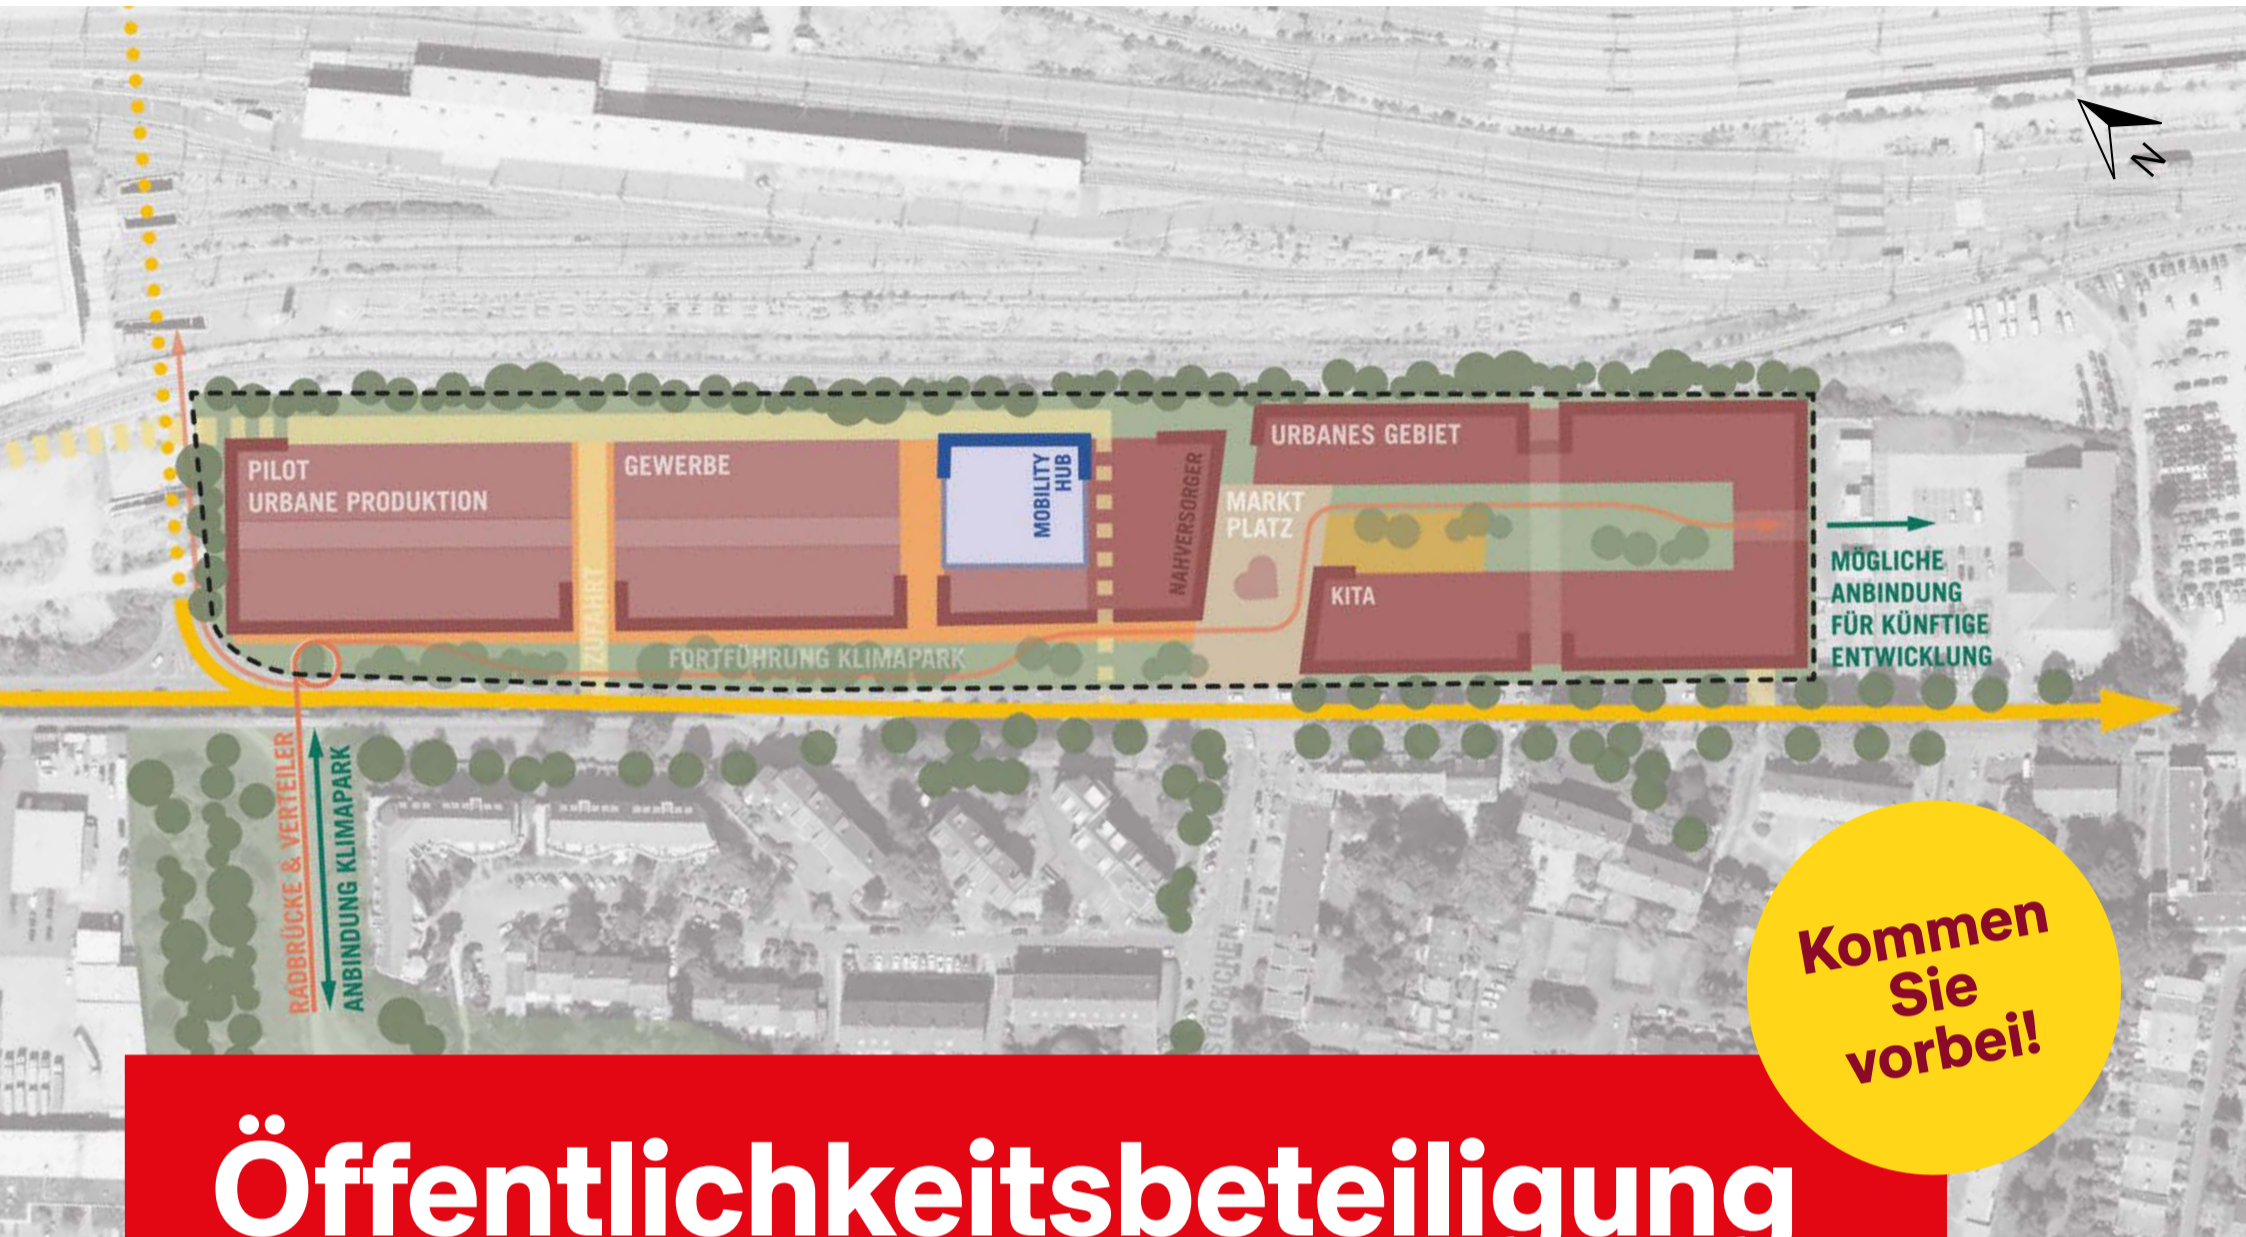 N
PILOT
URBANE PRODUKTION
GEWERBE
MOBILITY
HUB
NAHVERSORGER
URBANES GEBIET
MARKT
PLATZ
KITA
ZUFAHRT
FORTFÜHRUNG KLIMAPARK
MÖGLICHE
ANBINDUNG
FÜR KÜNFTIGE
ENTWICKLUNG
RADBRÜCKE & VERTEILER
ANBINDUNG KLIMAPARK
STÖCKCHEN
Kommen
Sie
vorbei!
Öffentlichkeitsbeteiligung